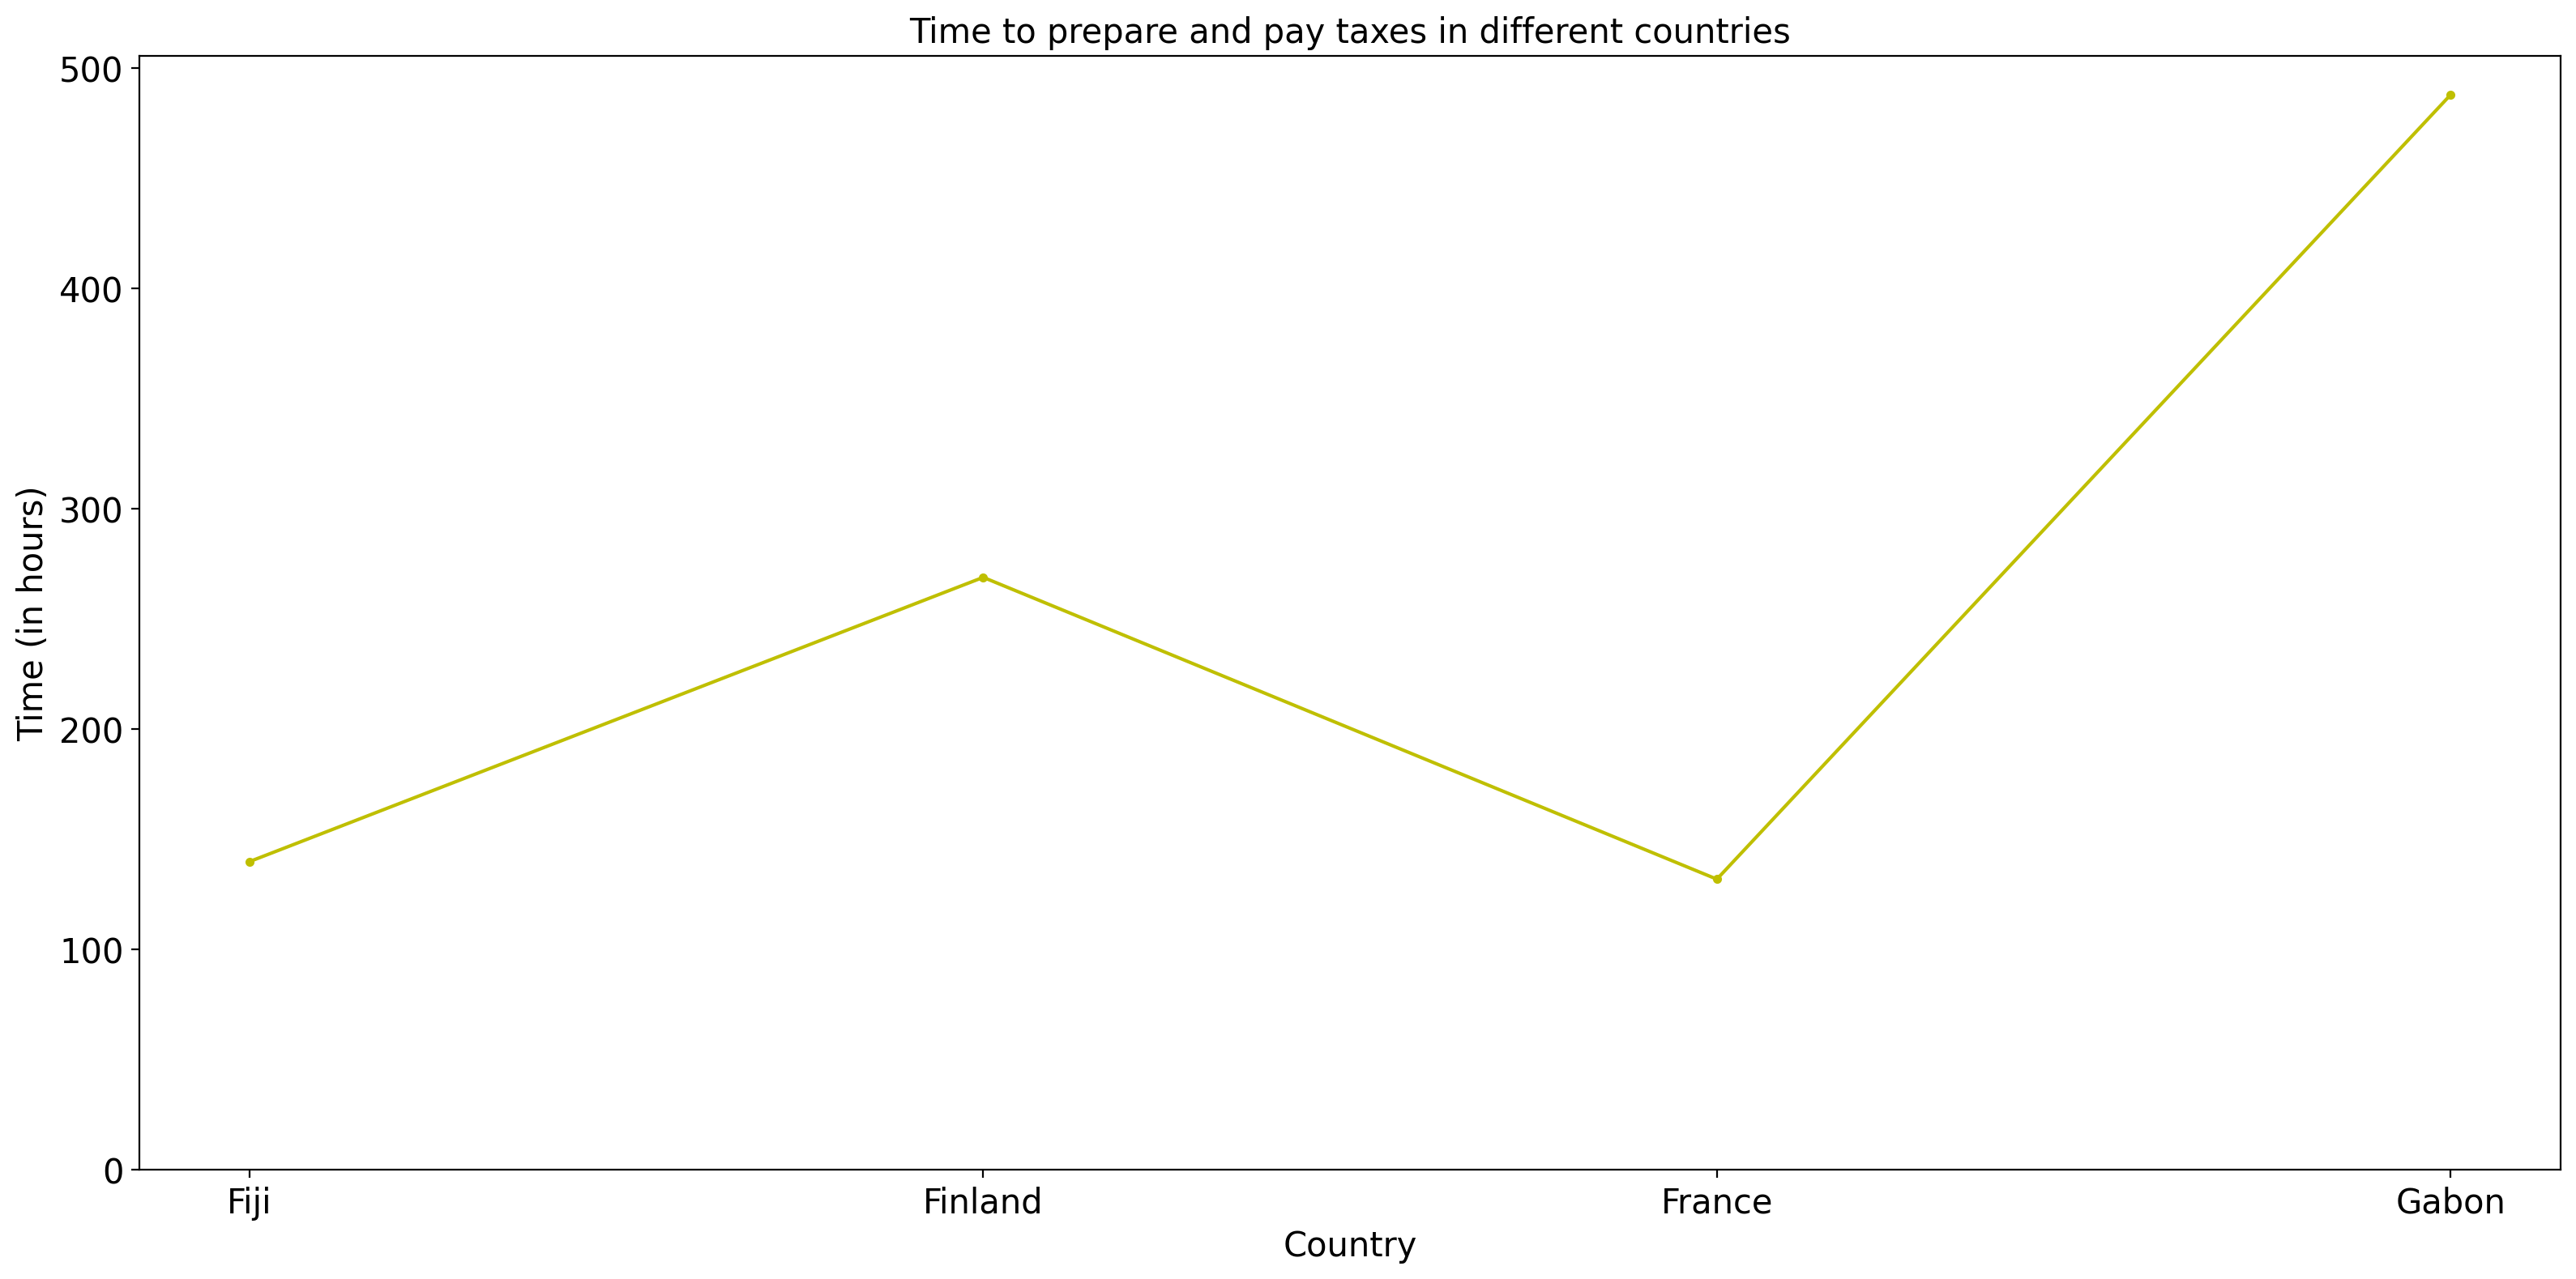 Time to prepare and pay taxes in different countries
Time (in hours)
500
400
300
200
100
0
Fiji Finland France Gabon
Country